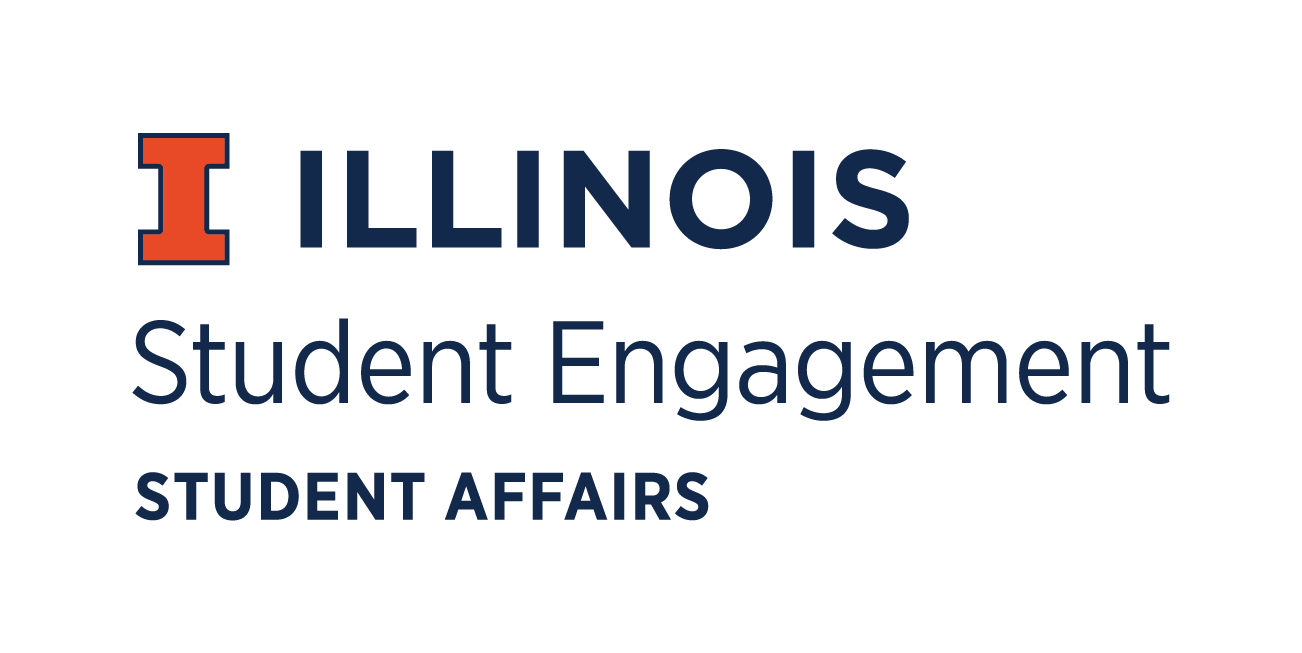 I ILLINOIS
Student Engagement
STUDENT AFFAIRS